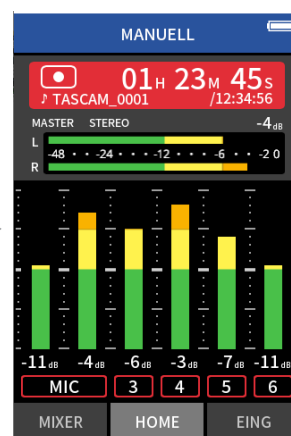 MANUELL
01H 23M 45S
♪ TASCAM_0001 /12:34:56
MASTER STEREO -4dB
L
-48 • • -24 • • • -12 • • • -6 • • -2 0
R
-11dB -4dB -6dB -3dB -7dB -11dB
MIC 3 4 5 6
MIXER HOME EING